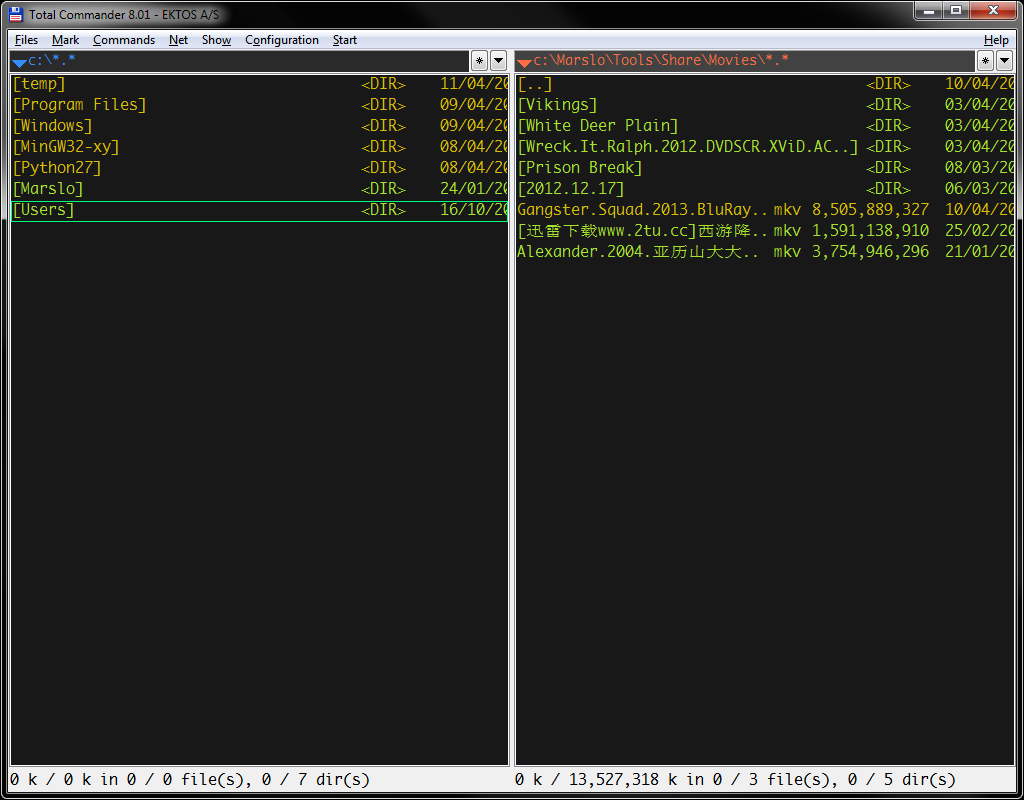 Total Commander 8.01 - EKTOS A/S
Files Mark Commands Net Show Configuration Start Help
c:\*.*
[temp] <DIR> 11/04/20
[Program Files] <DIR> 09/04/20
[Windows] <DIR> 09/04/20
[MinGW32-xy] <DIR> 08/04/20
[Python27] <DIR> 08/04/20
[Marslo] <DIR> 24/01/20
[Users] <DIR> 16/10/20
0 k / 0 k in 0 / 0 file(s), 0 / 7 dir(s)
c:\Marslo\Tools\Share\Movies\*.*
[..] <DIR> 10/04/20
[Vikings] <DIR> 03/04/20
[White Deer Plain] <DIR> 03/04/20
[Wreck.It.Ralph.2012.DVDSCR.XViD.AC..] <DIR> 03/04/20
[Prison Break] <DIR> 08/03/20
[2012.12.17] <DIR> 06/03/20
Gangster.Squad.2013.BluRay.. mkv 8,505,889,327 10/04/20
[迅雷下载www.2tu.cc]西游降.. mkv 1,591,138,910 25/02/20
Alexander.2004.亚历山大大.. mkv 3,754,946,296 21/01/20
0 k / 13,527,318 k in 0 / 3 file(s), 0 / 5 dir(s)